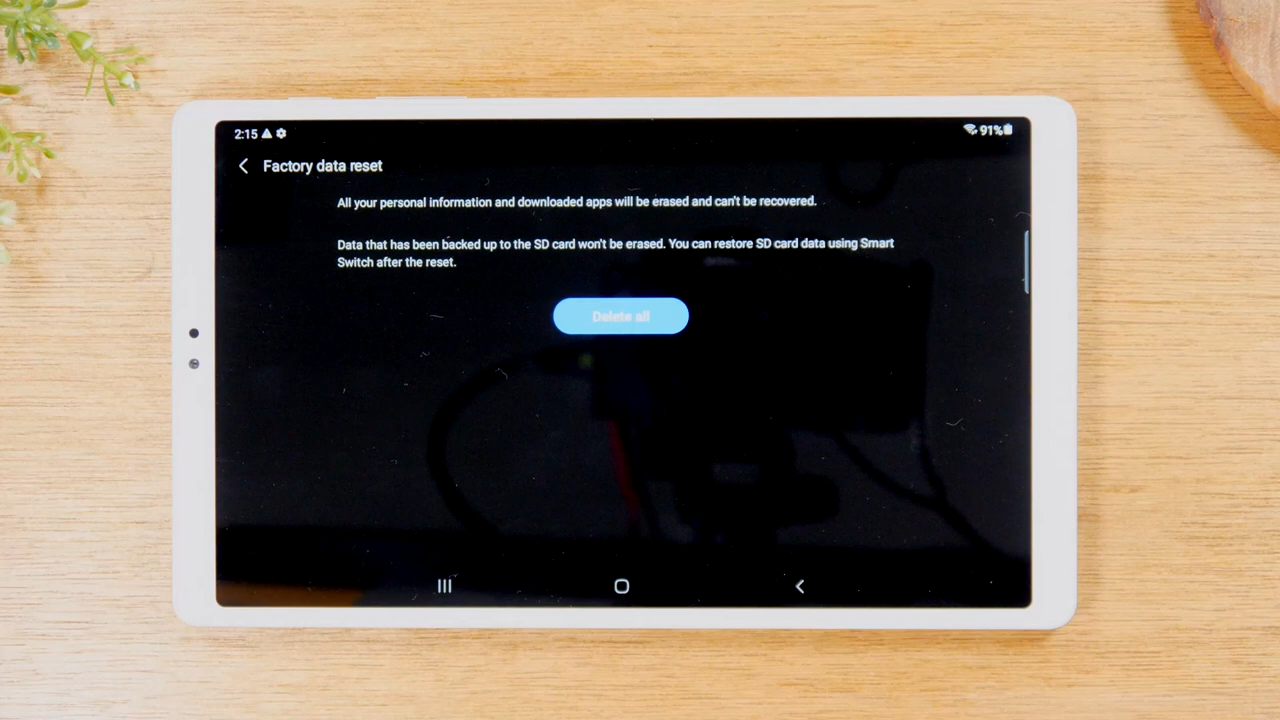 2:15
91%
Factory data reset
All your personal information and downloaded apps will be erased and can't be recovered.
Data that has been backed up to the SD card won't be erased. You can restore SD card data using Smart
Switch after the reset.
Delete all